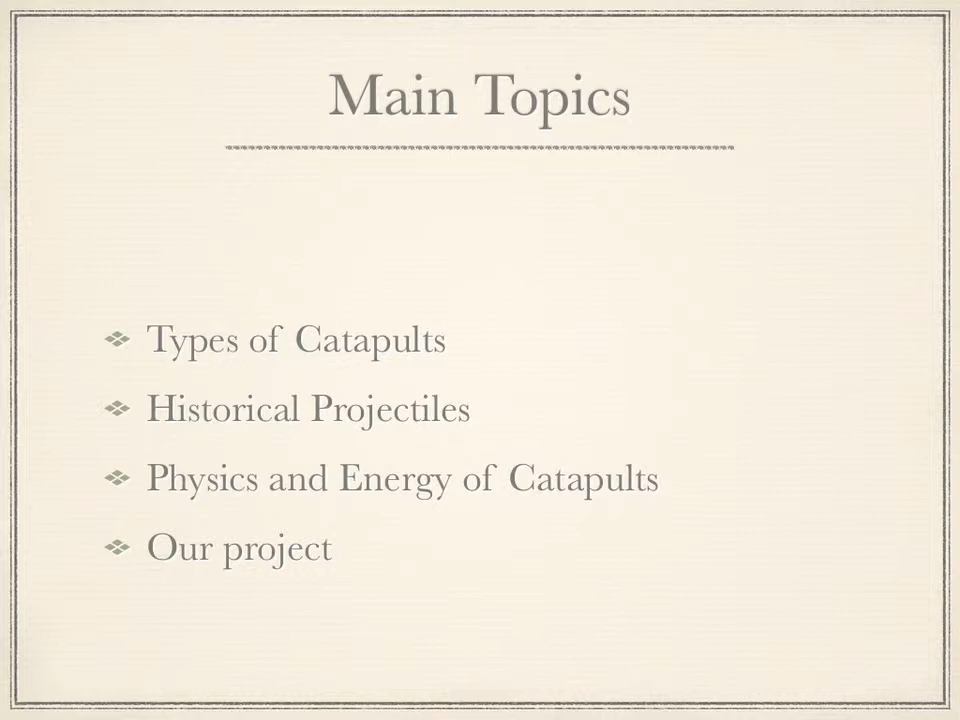 Main Topics
Types of Catapults
Historical Projectiles
Physics and Energy of Catapults
Our project